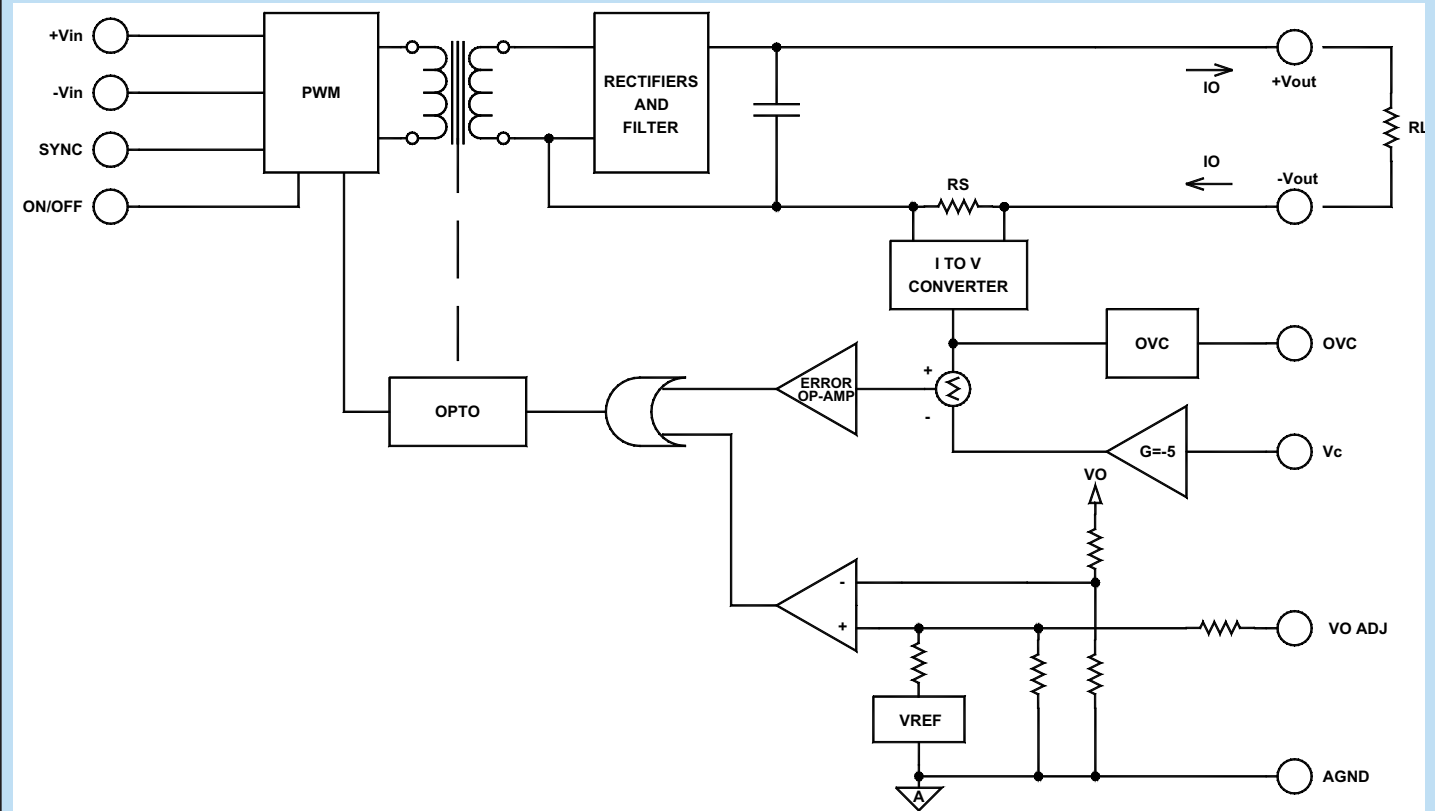 +Vin
-Vin
SYNC
ON/OFF
PWM
RECTIFIERS
AND
FILTER
IO
+Vout
RL
IO
-Vout
RS
I TO V
CONVERTER
OVC
OVC
+
-
ERROR
OP-AMP
OPTO
G=-5
Vc
VO
-
+
VO ADJ
VREF
AGND
A